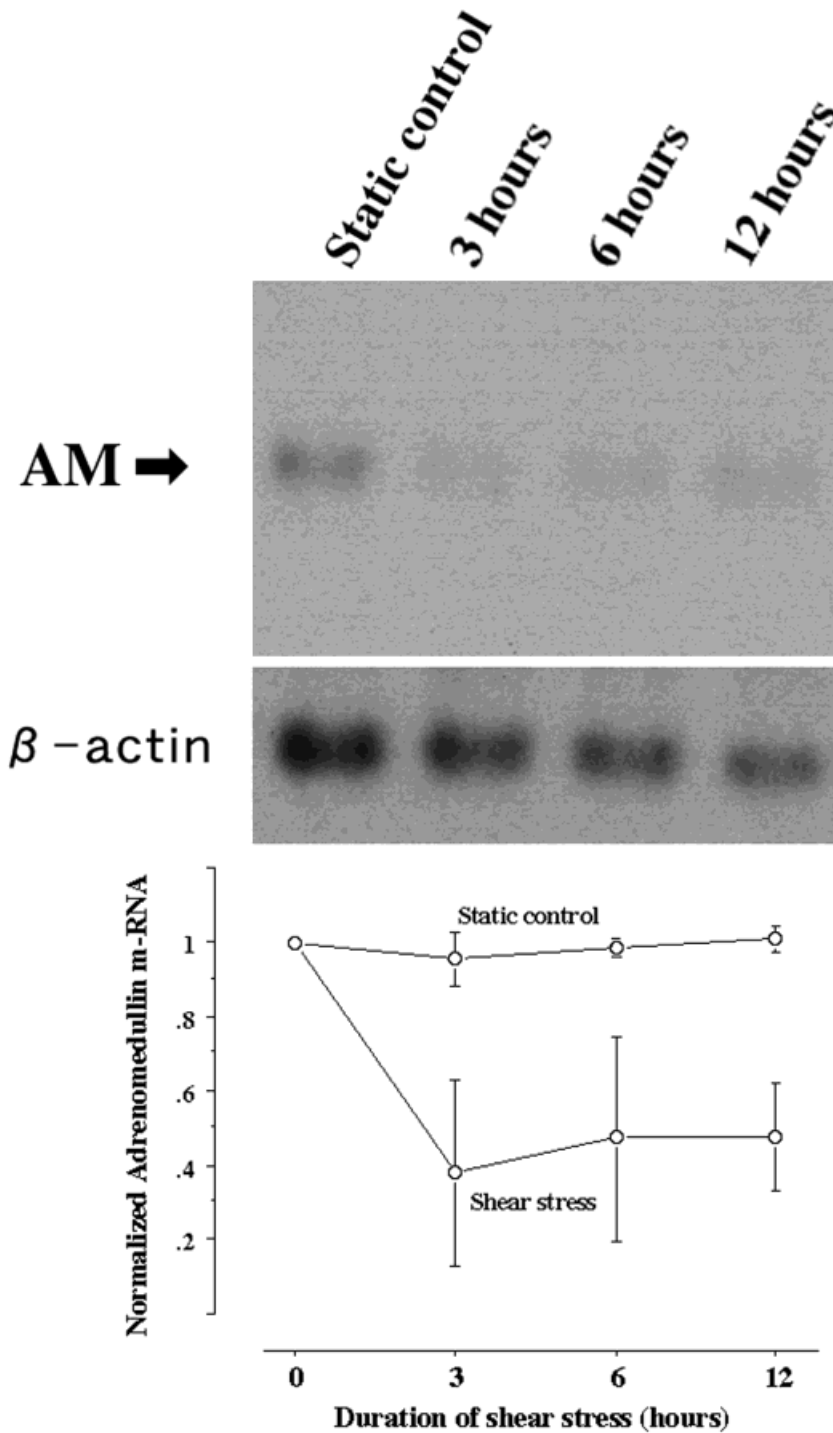 Static control
3 hours
6 hours
12 hours
AM
β-actin
Normalized Adrenomedullin m-RNA
1
.8
.6
.4
.2
Static control
Shear stress
0 3 6 12
Duration of shear stress (hours)